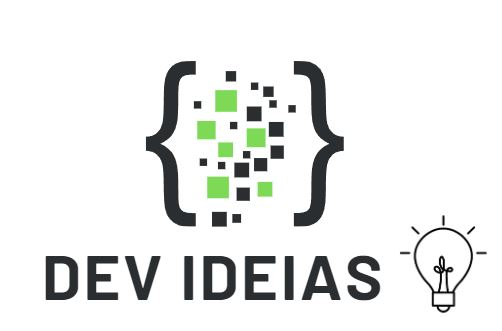 { }
DEV IDEIAS